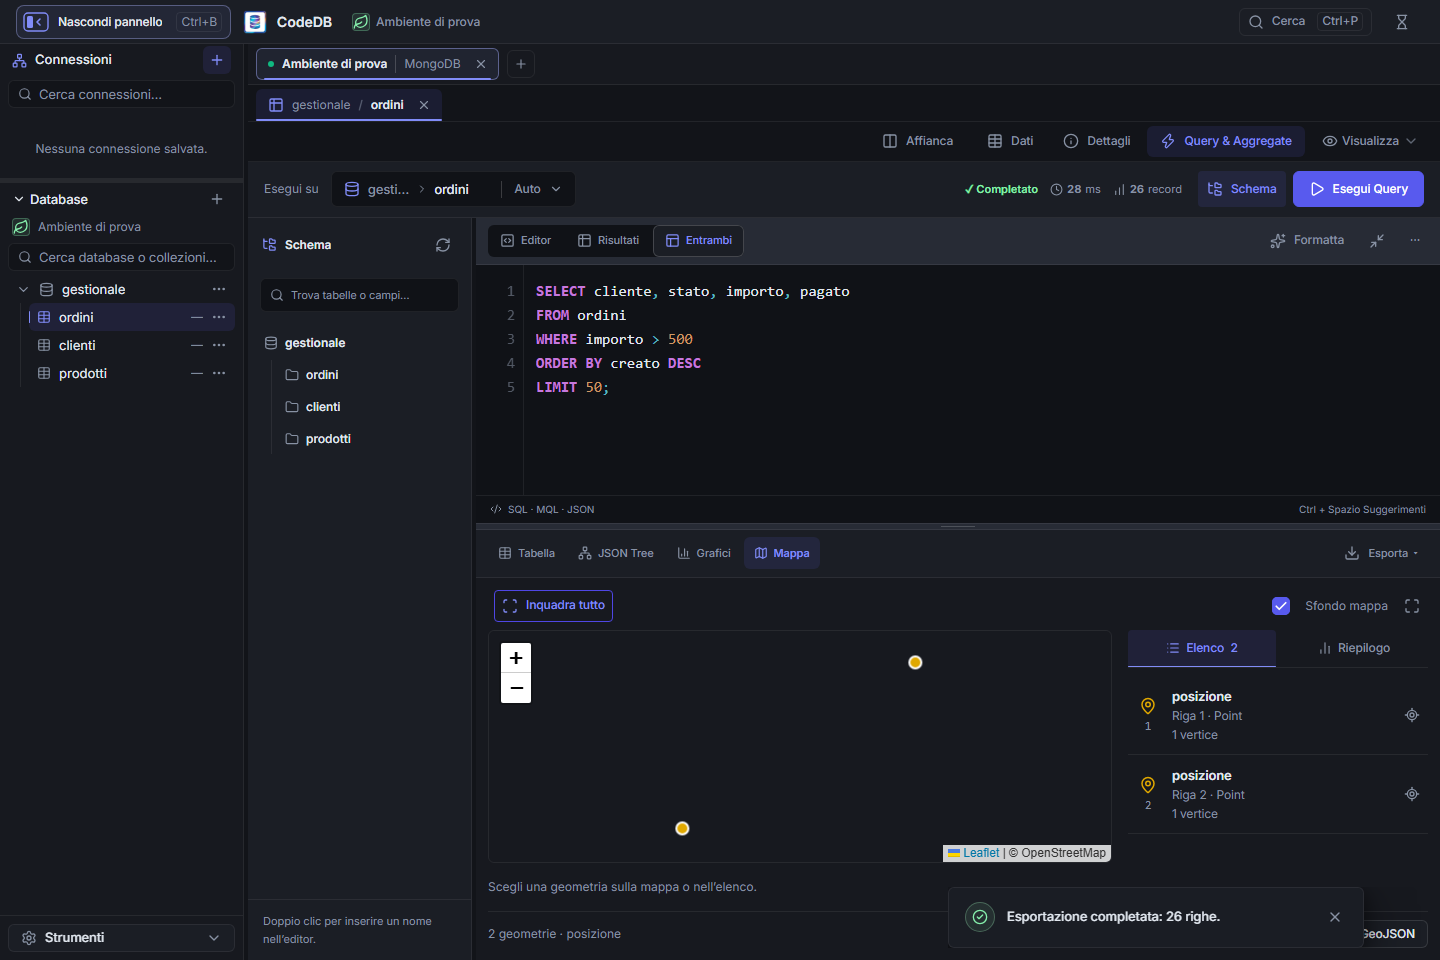 Nascondi pannello Ctrl+B CodeDB Ambiente di prova Cerca Ctrl+P
Connessioni
Cerca connessioni...
Nessuna connessione salvata.
Database
Ambiente di prova
Cerca database o collezioni...
gestionale
ordini
clienti
prodotti
Strumenti
Ambiente di prova MongoDB
gestionale / ordini
Affianca Dati Dettagli Query & Aggregate Visualizza
Esegui su gesti... ordini Auto Completato 28 ms 26 record Schema Esegui Query
Schema
Trova tabelle o campi...
gestionale
ordini
clienti
prodotti
Doppio clic per inserire un nome
nell'editor.
Editor Risultati Entrambi Formatta
1 SELECT cliente, stato, importo, pagato
2 FROM ordini
3 WHERE importo > 500
4 ORDER BY creato DESC
5 LIMIT 50;
SQL · MQL · JSON Ctrl + Spazio Suggerimenti
Tabella JSON Tree Grafici Mappa Esporta
Inquadra tutto Sfondo mappa
+
−
Leaflet | © OpenStreetMap
Elenco 2 Riepilogo
posizione
Riga 1 · Point
1 vertice
1
posizione
Riga 2 · Point
1 vertice
2
Scegli una geometria sulla mappa o nell'elenco.
2 geometrie · posizione
Esportazione completata: 26 righe.
GeoJSON